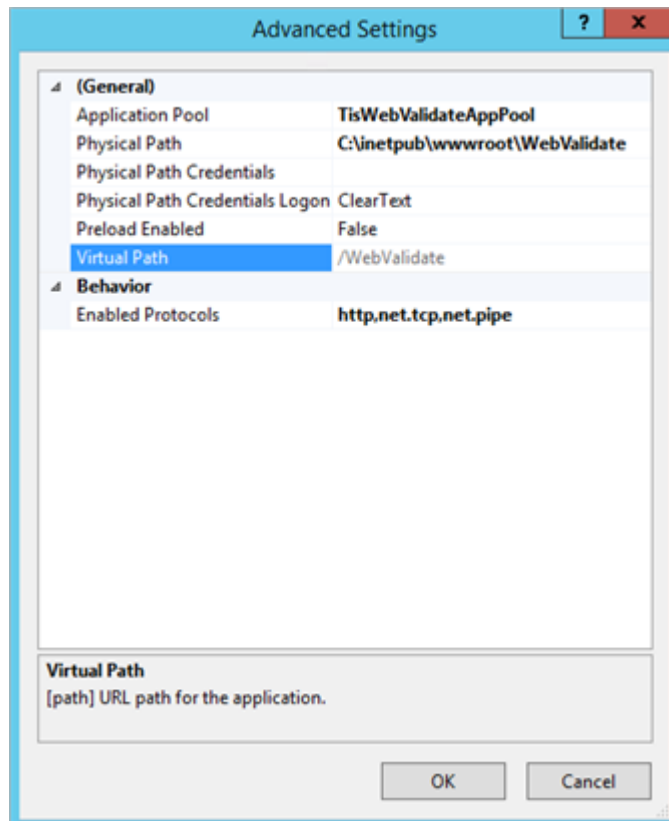 Advanced Settings
?
x
(General)
Application Pool TisWebValidateAppPool
Physical Path C:\inetpub\wwwroot\WebValidate
Physical Path Credentials
Physical Path Credentials Logon ClearText
Preload Enabled False
Virtual Path /WebValidate
Behavior
Enabled Protocols http,net.tcp,net.pipe
Virtual Path
[path] URL path for the application.
OK Cancel